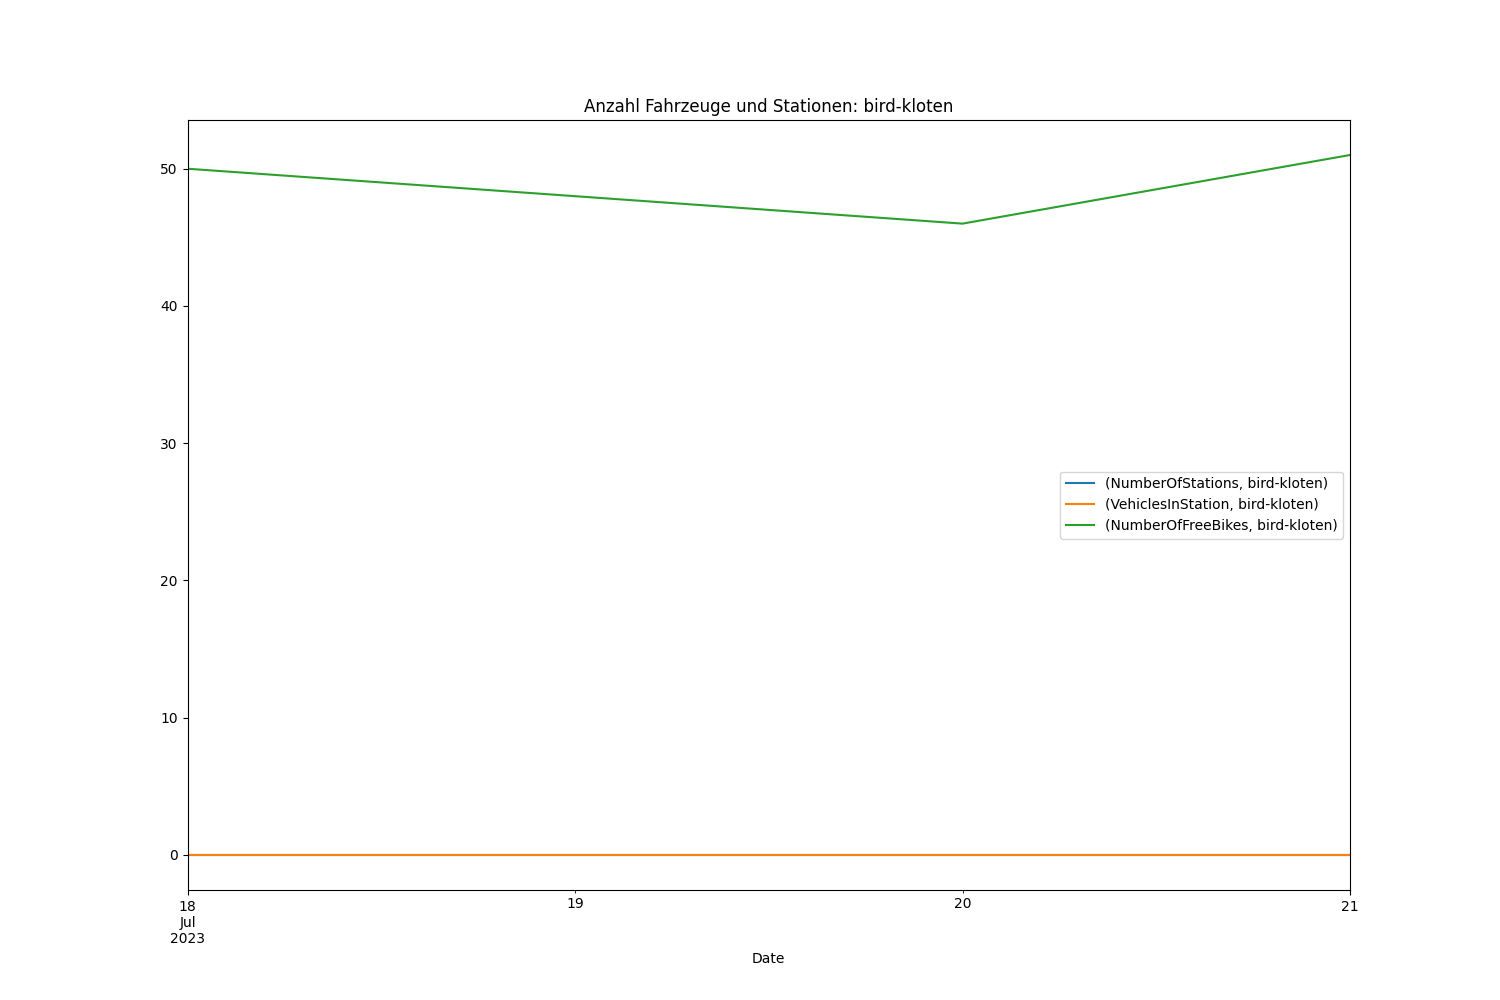 Anzahl Fahrzeuge und Stationen: bird-kloten
50
40
30
20
10
0
(NumberOfStations, bird-kloten)
(VehiclesInStation, bird-kloten)
(NumberOfFreeBikes, bird-kloten)
18
Jul
2023
19
20
21
Date